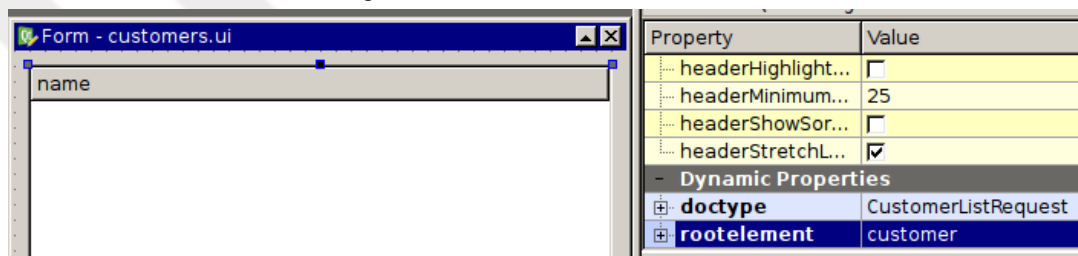 Form - customers.ui
name
Property Value
headerHighlight...
headerMinimum... 25
headerShowSor...
headerStretchL...
- Dynamic Properties
doctype CustomerListRequest
rootelement customer